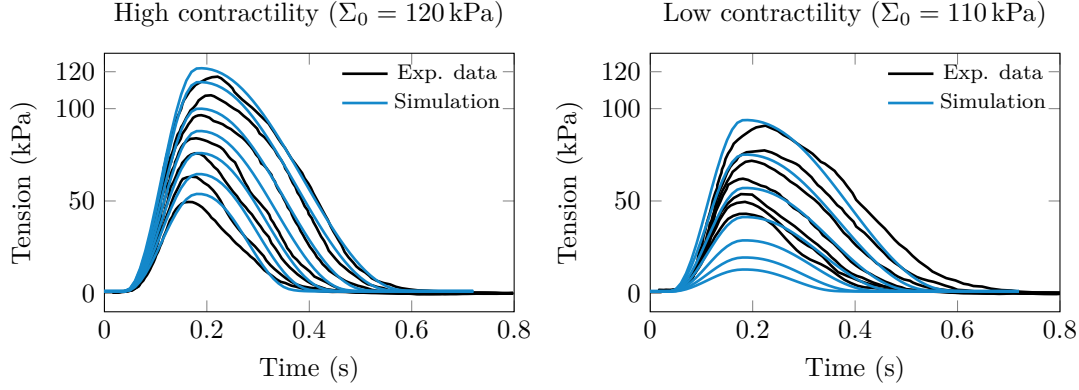 High contractility (Σ₀ = 120 kPa)
Tension (kPa)
120
100
50
0
Exp. data
Simulation
0
0.2
0.4
0.6
0.8
Time (s)
Low contractility (Σ₀ = 110 kPa)
Tension (kPa)
120
100
50
0
Exp. data
Simulation
0
0.2
0.4
0.6
0.8
Time (s)